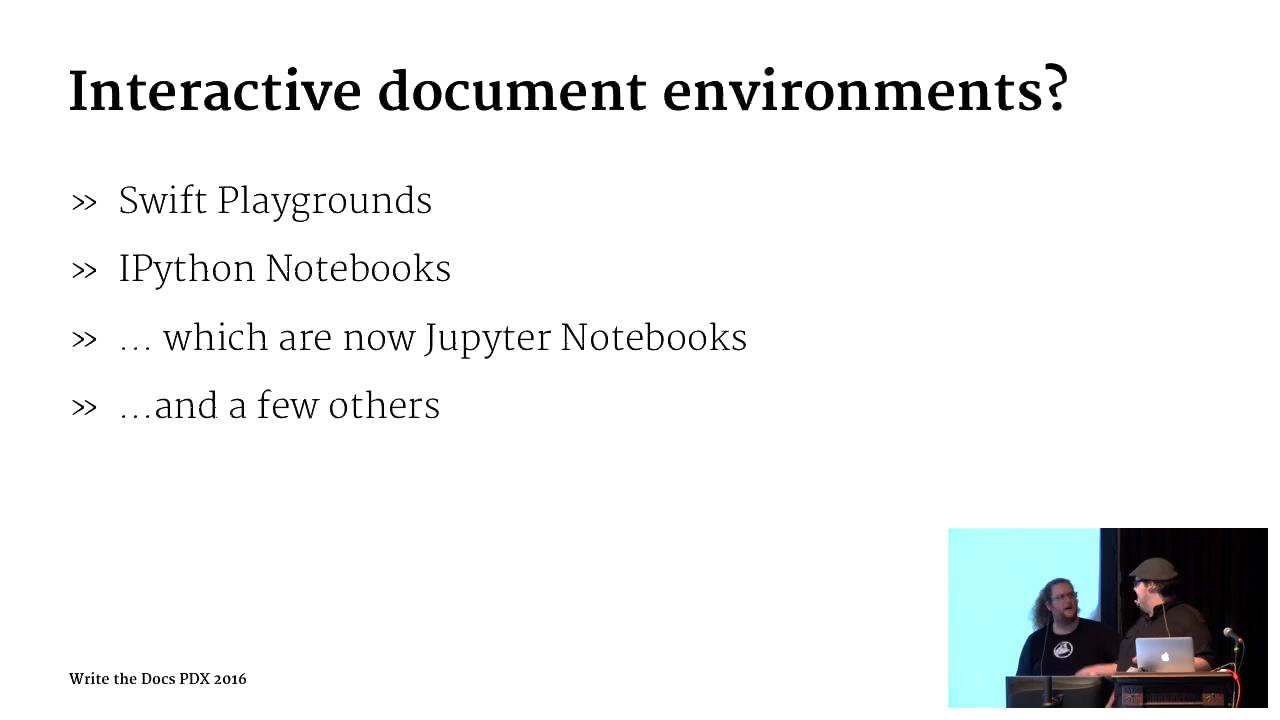 Interactive document environments?
» Swift Playgrounds
» IPython Notebooks
» ... which are now Jupyter Notebooks
» ...and a few others
Write the Docs PDX 2016